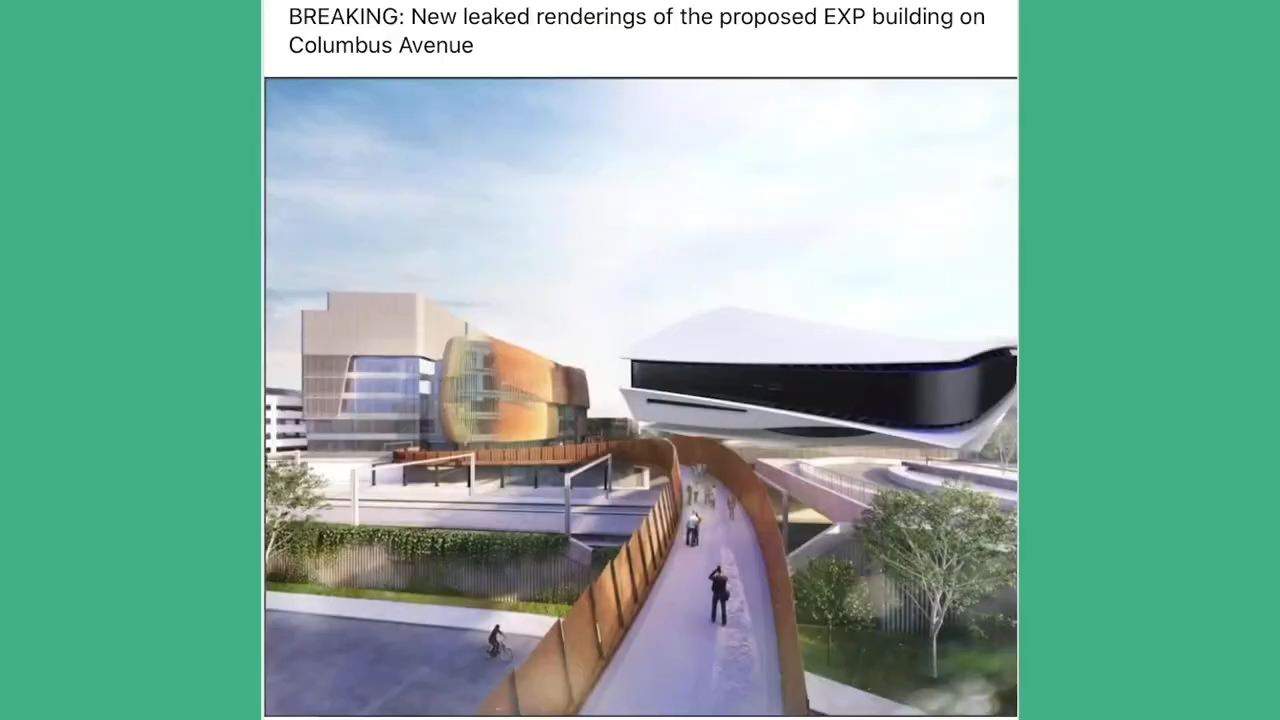 BREAKING: New leaked renderings of the proposed EXP building on
Columbus Avenue